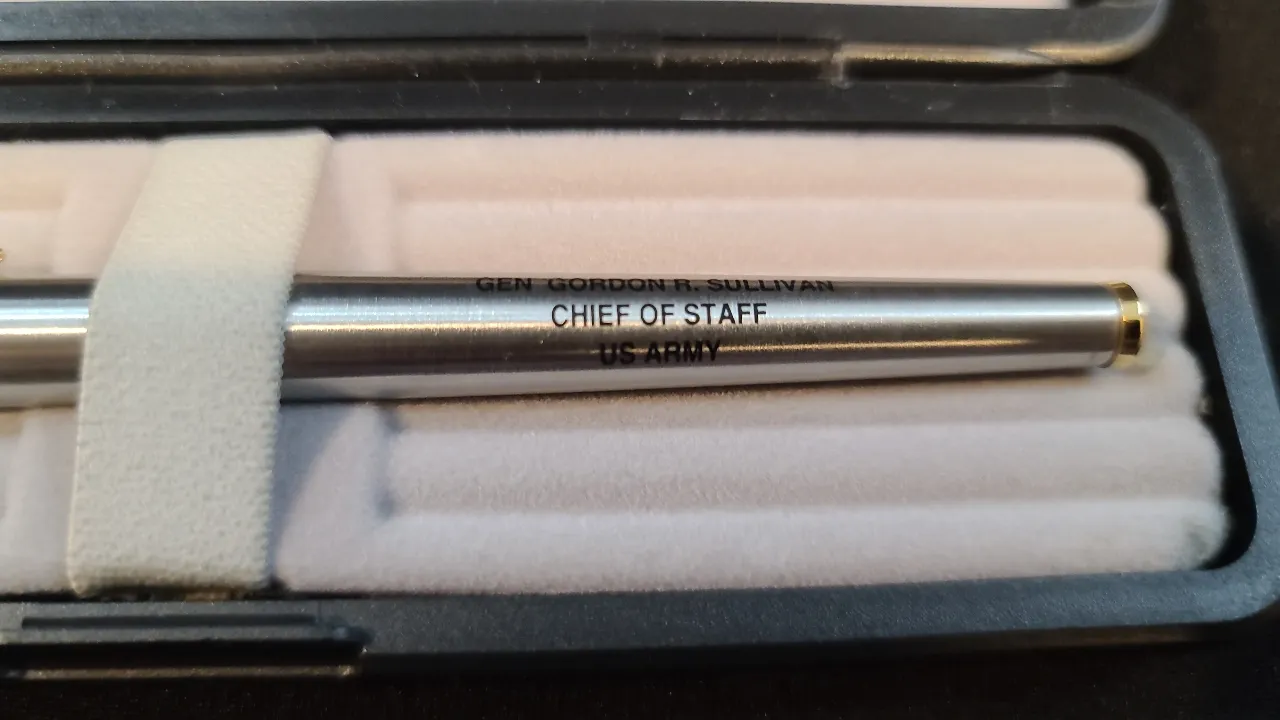 GEN GORDON R. SULLIVAN
CHIEF OF STAFF
US ARMY